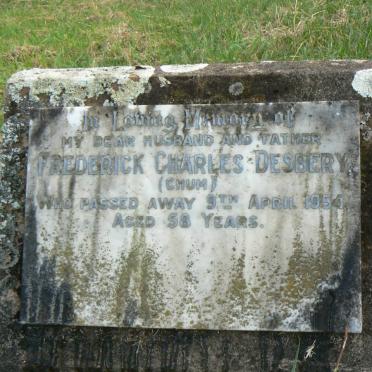 In Loving Memory of
MY DEAR HUSBAND AND FATHER
FREDERICK CHARLES DESBERY
(CHUM)
WHO PASSED AWAY 9TH APRIL 1954.
AGED 58 YEARS.